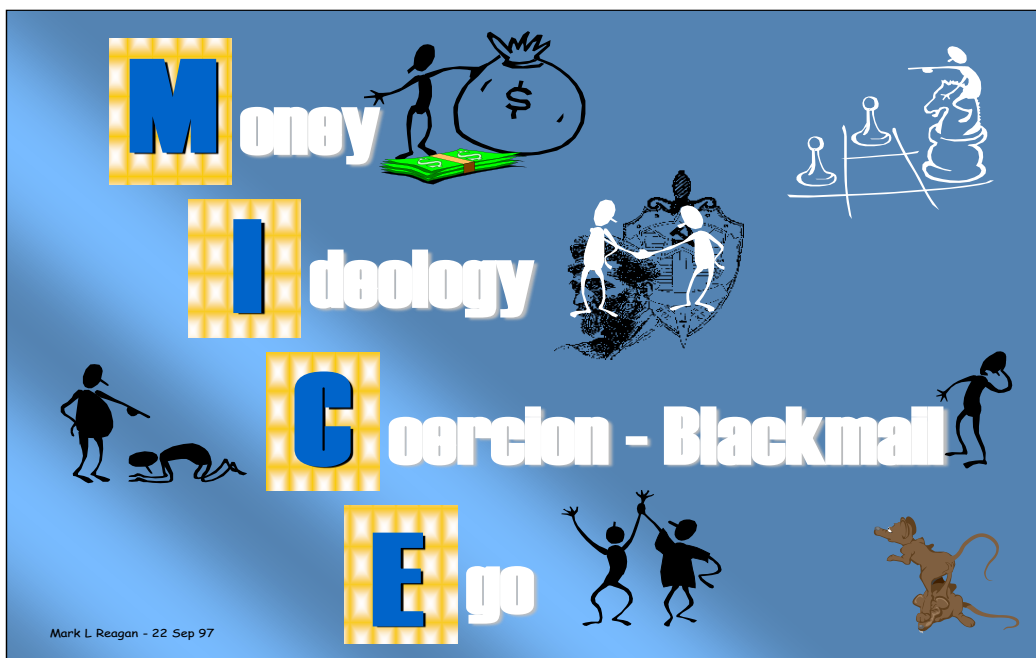 Money
$
$ $
Ideology
Coercion - Blackmail
Ego
Mark L Reagan - 22 Sep 97